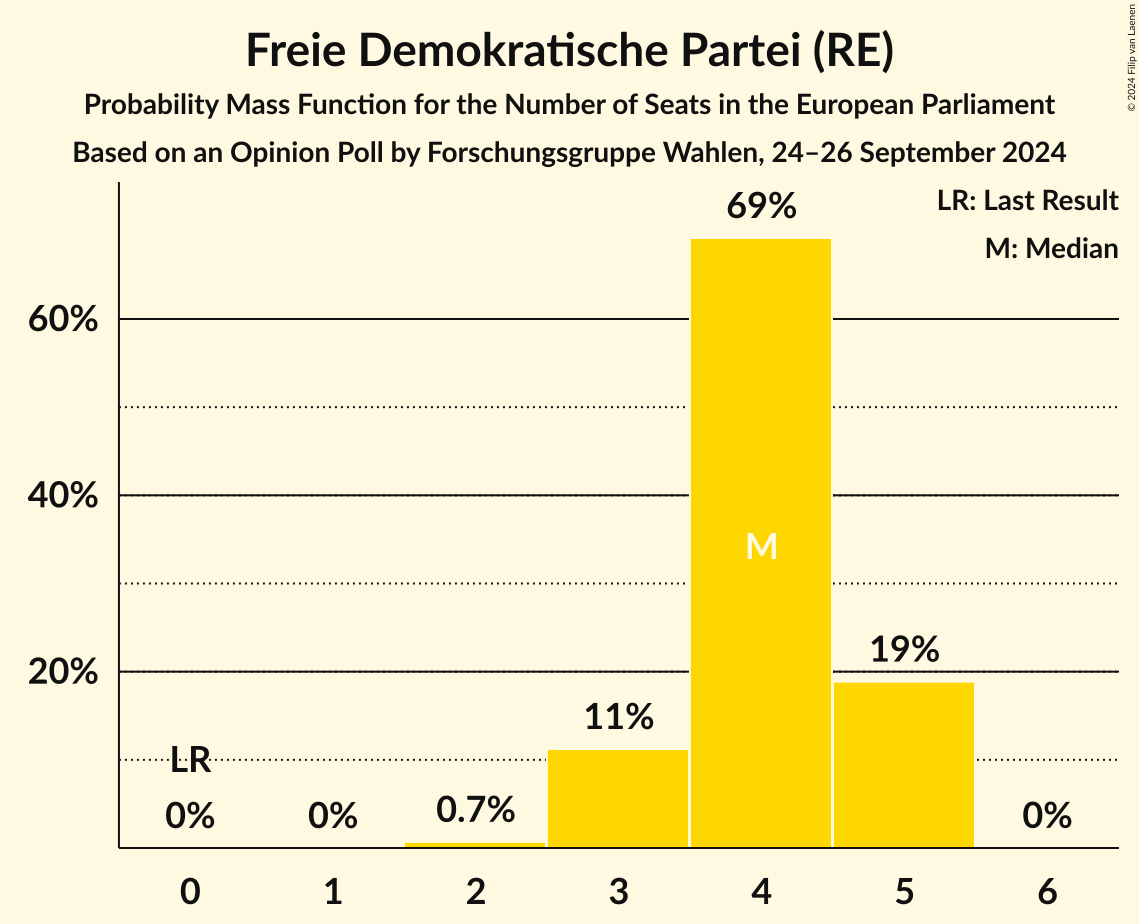 Freie Demokratische Partei (RE)
Probability Mass Function for the Number of Seats in the European Parliament
Based on an Opinion Poll by Forschungsgruppe Wahlen, 24–26 September 2024
© 2024 Filip van Laenen
LR: Last Result
M: Median
69%
60%
40%
M
19%
20%
11%
LR
0%
0%
0.7%
0%
0
1
2
3
4
5
6